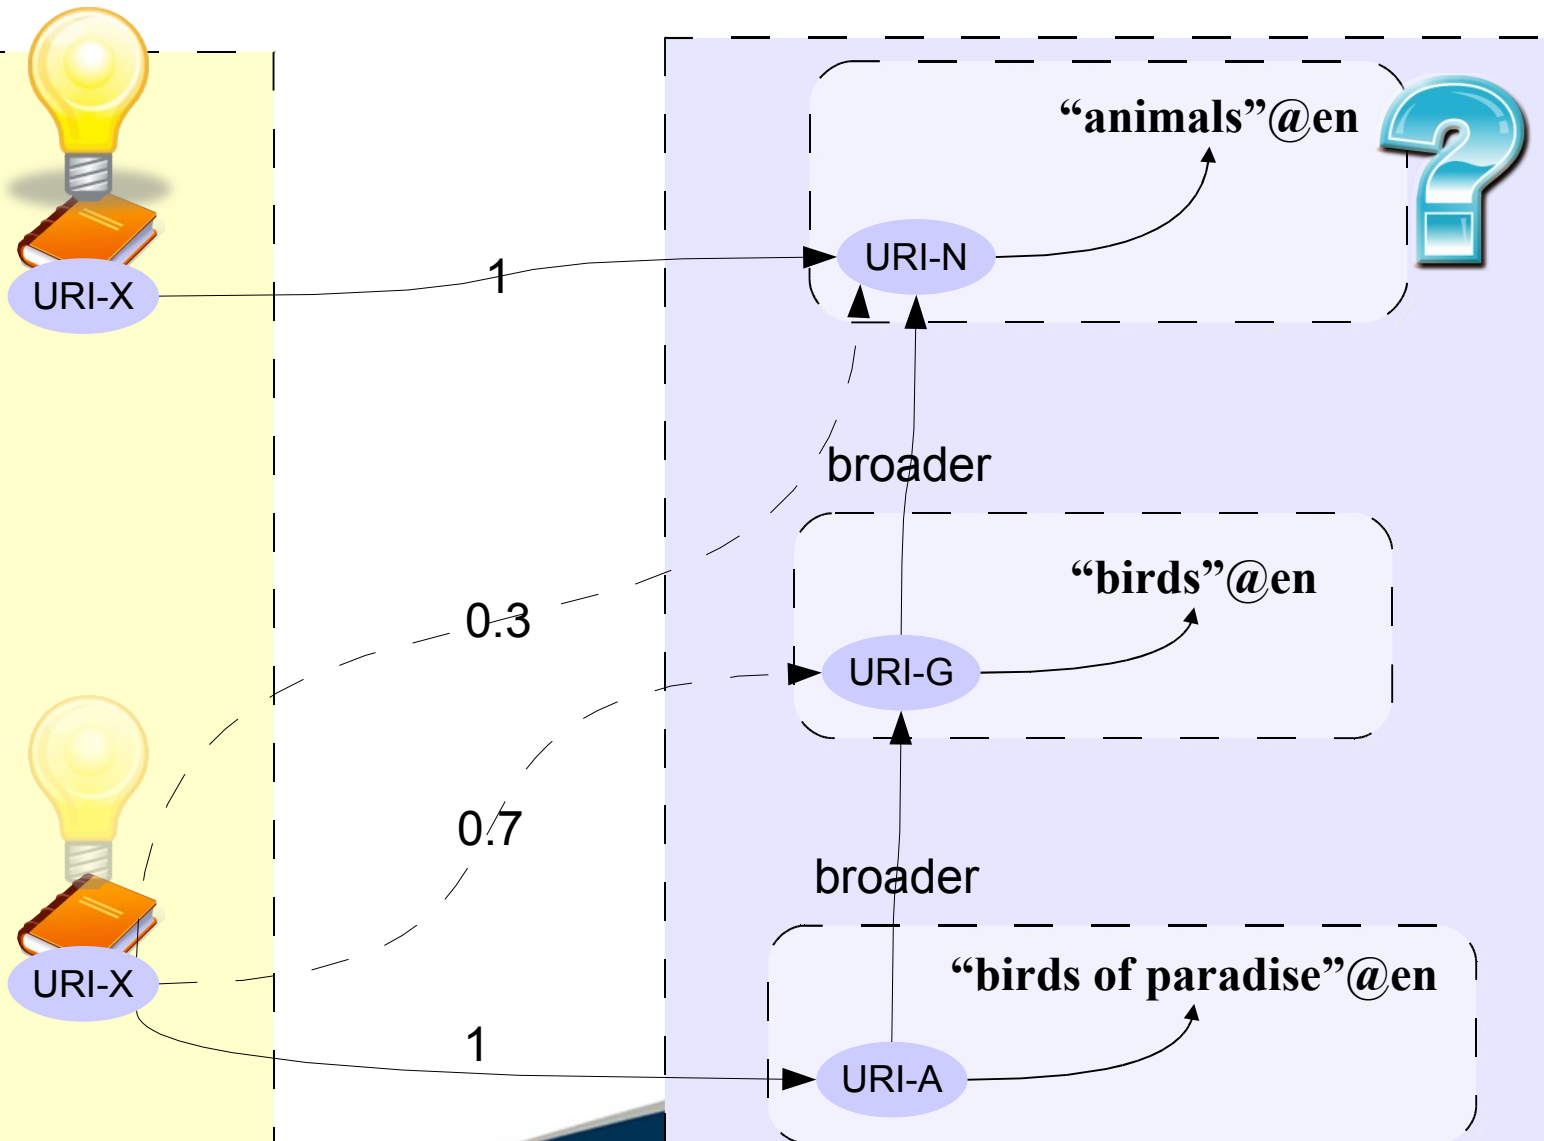 “animals”@en
URI-N
URI-X
1
broader
“birds”@en
0.3
URI-G
0.7
broader
“birds of paradise”@en
URI-X
1
URI-A